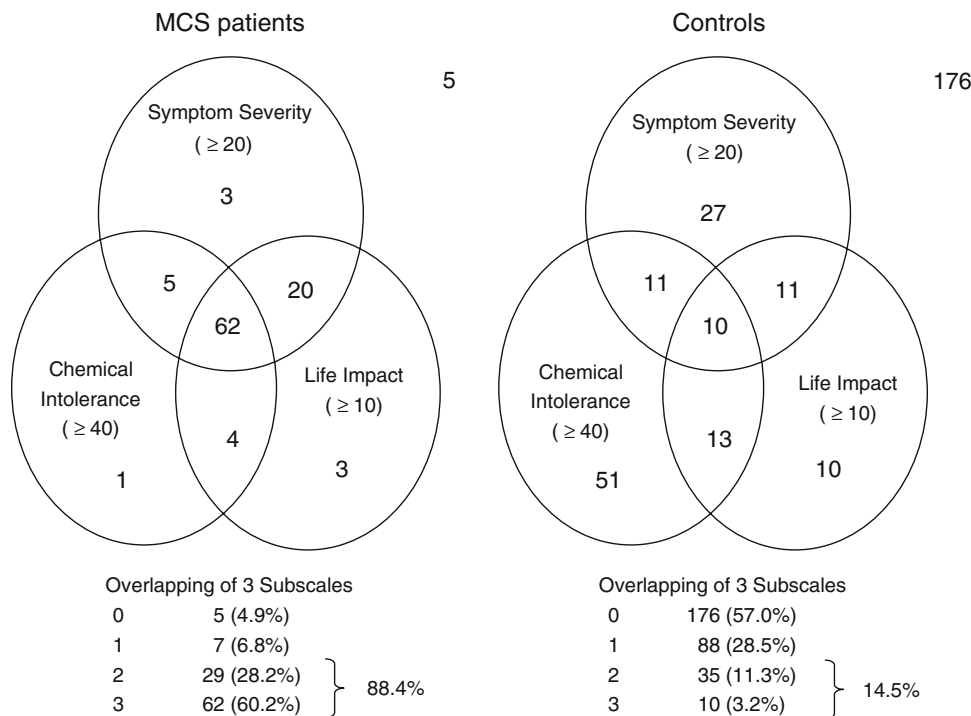 MCS patients
5
Symptom Severity
( ≥ 20)
3
5
20
62
Chemical
Intolerance
( ≥ 40)
Life Impact
( ≥ 10)
4
1
3
Overlapping of 3 Subscales
0 5 (4.9%)
1 7 (6.8%)
2 29 (28.2%)
3 62 (60.2%)
88.4%
Controls
176
Symptom Severity
( ≥ 20)
27
11
11
10
Chemical
Intolerance
( ≥ 40)
Life Impact
( ≥ 10)
13
51
10
Overlapping of 3 Subscales
0 176 (57.0%)
1 88 (28.5%)
2 35 (11.3%)
3 10 (3.2%)
14.5%